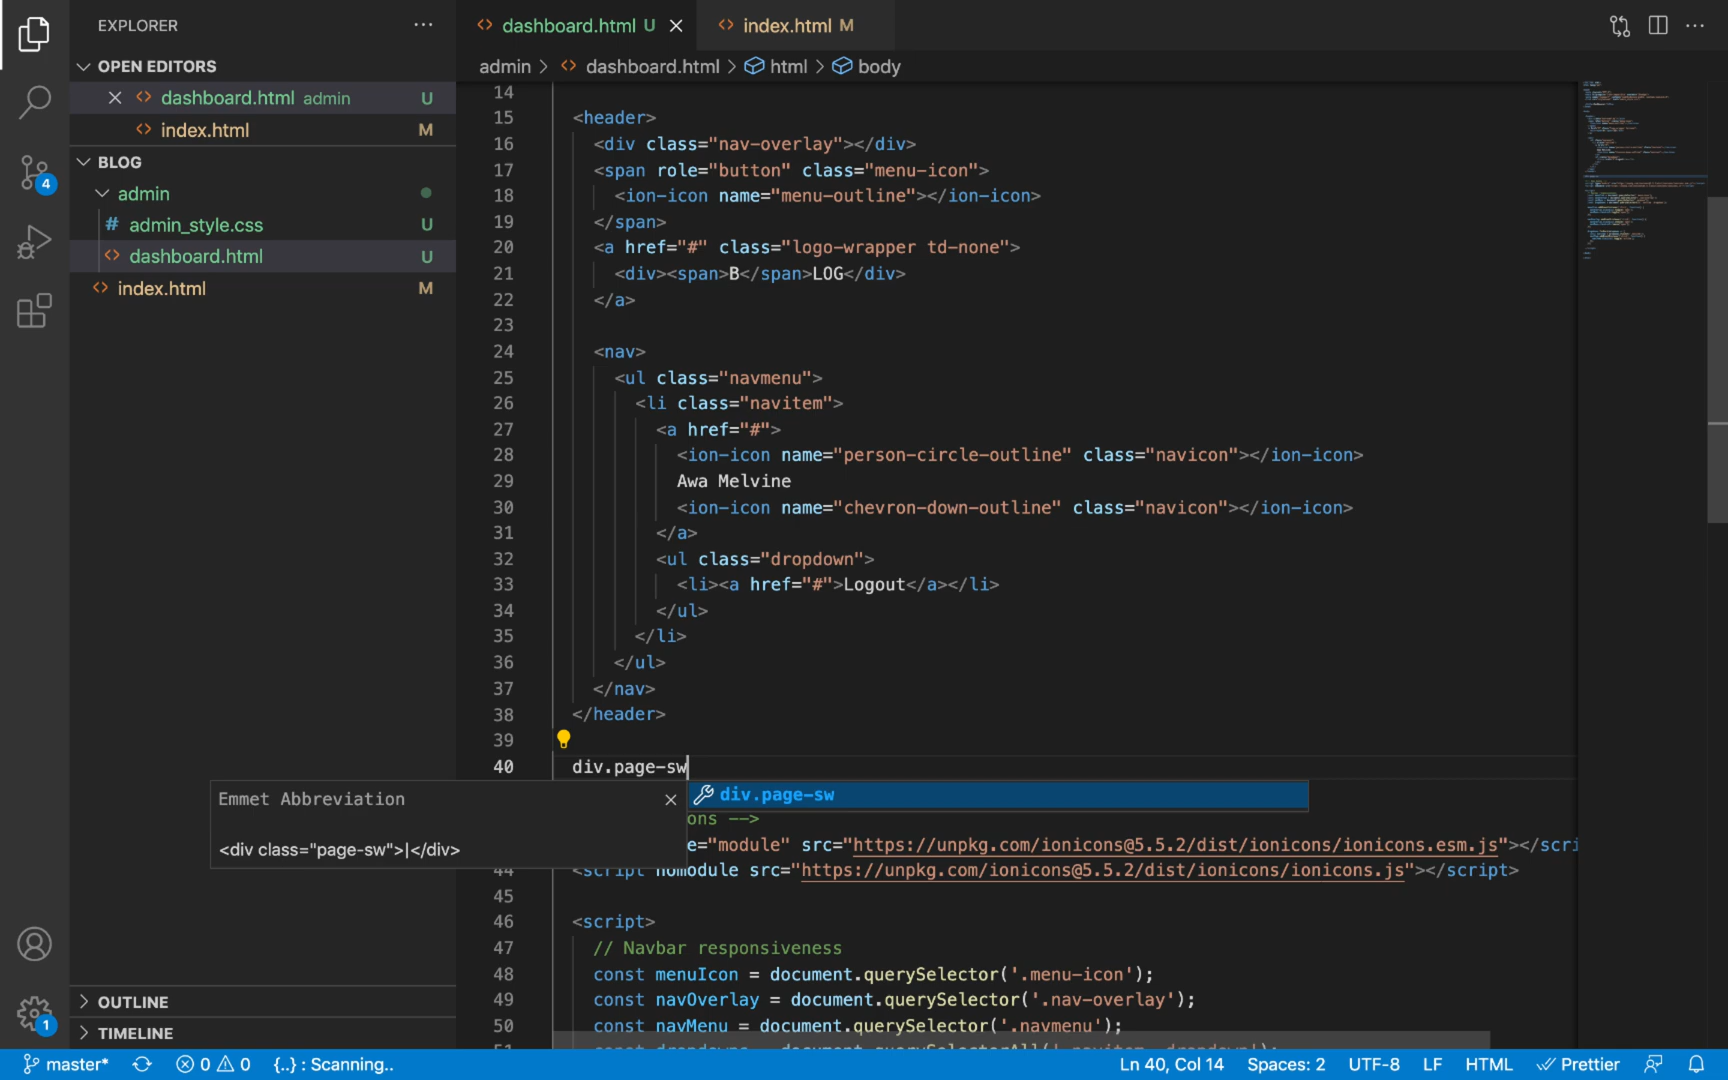 EXPLORER
OPEN EDITORS
dashboard.html admin U
index.html M
BLOG
admin
# admin_style.css U
dashboard.html U
index.html M
OUTLINE
TIMELINE
4
1
dashboard.html U
index.html M
admin > dashboard.html > html > body
14
15 <header>
16 <div class="nav-overlay"></div>
17 <span role="button" class="menu-icon">
18 <ion-icon name="menu-outline"></ion-icon>
19 </span>
20 <a href="#" class="logo-wrapper td-none">
21 <div><span>B</span>LOG</div>
22 </a>
23
24 <nav>
25 <ul class="navmenu">
26 <li class="navitem">
27 <a href="#">
28 <ion-icon name="person-circle-outline" class="navicon"></ion-icon>
29 Awa Melvine
30 <ion-icon name="chevron-down-outline" class="navicon"></ion-icon>
31 </a>
32 <ul class="dropdown">
33 <li><a href="#">Logout</a></li>
34 </ul>
35 </li>
36 </ul>
37 </nav>
38 </header>
39
40 div.page-sw
div.page-sw
Emmet Abbreviation
<div class="page-sw">|</div>
ons -->
e="module" src="https://unpkg.com/ionicons@5.5.2/dist/ionicons/ionicons.esm.js"></scri
44 <script nomodule src="https://unpkg.com/ionicons@5.5.2/dist/ionicons/ionicons.js"></script>
45
46 <script>
47 // Navbar responsiveness
48 const menuIcon = document.querySelector('.menu-icon');
49 const navOverlay = document.querySelector('.nav-overlay');
50 const navMenu = document.querySelector('.navmenu');
master* 0 0 {..} : Scanning.. Ln 40, Col 14 Spaces: 2 UTF-8 LF HTML Prettier